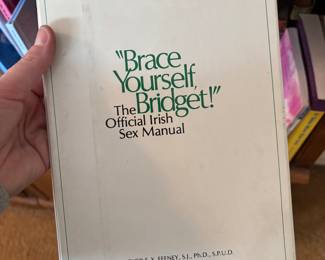 "Brace
Yourself,
Bridget!"
The
Official Irish
Sex Manual
F. X. FEENEY, S.J., Ph.D., S.P.U.D.